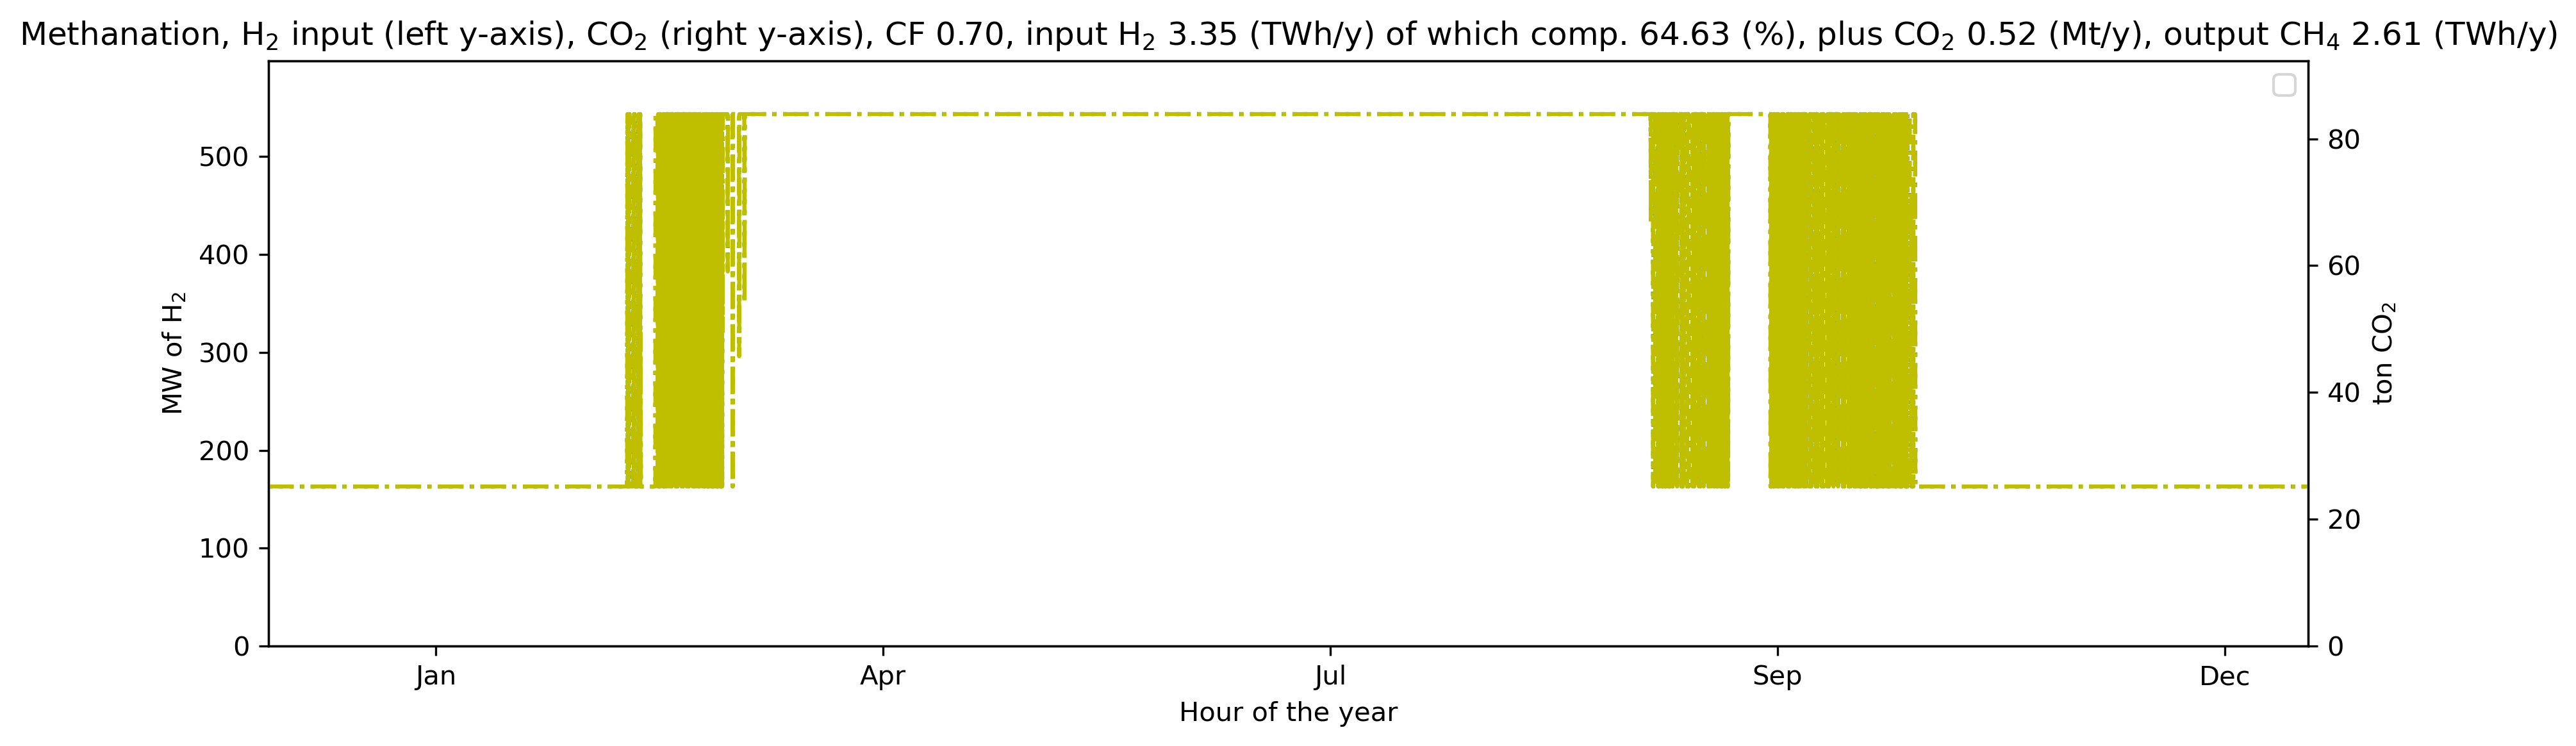 Methanation, H₂ input (left y-axis), CO₂ (right y-axis), CF 0.70, input H₂ 3.35 (TWh/y) of which comp. 64.63 (%), plus CO₂ 0.52 (Mt/y), output CH₄ 2.61 (TWh/y)
MW of H₂
500
400
300
200
100
0
80
60
40
20
0
ton CO₂
Jan Apr Jul Sep Dec
Hour of the year